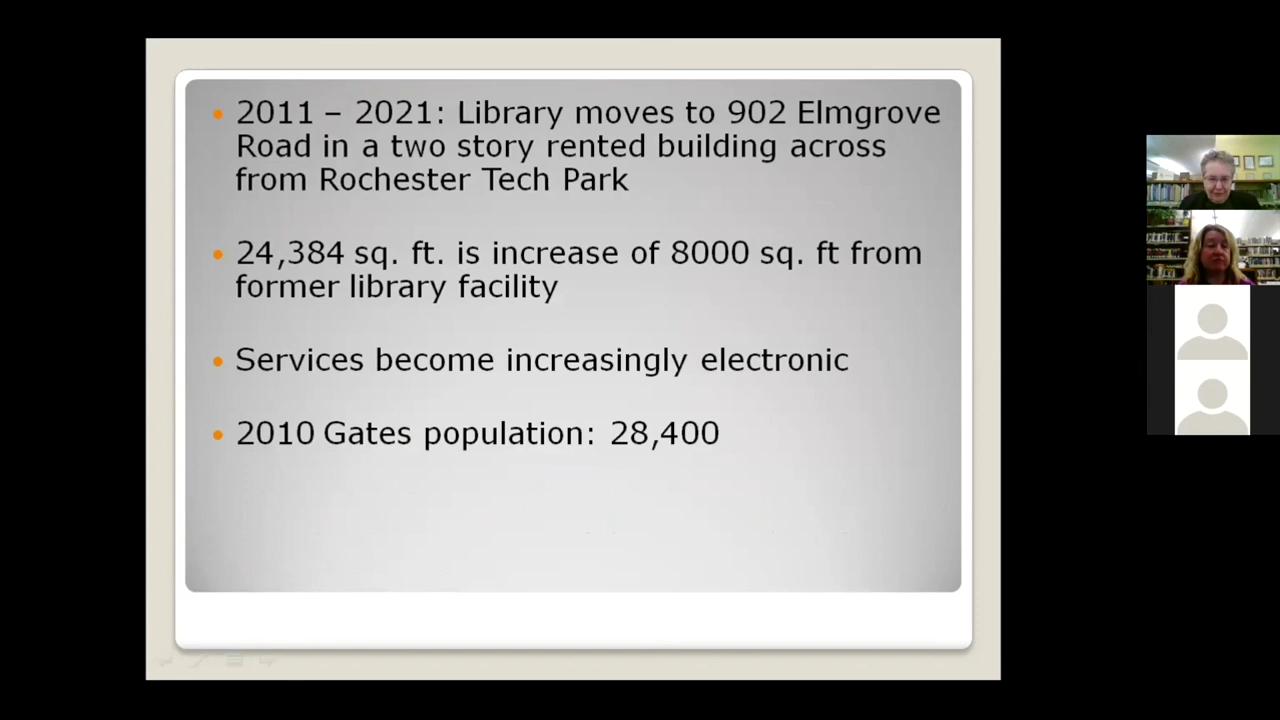 2011 – 2021: Library moves to 902 Elmgrove
Road in a two story rented building across
from Rochester Tech Park
24,384 sq. ft. is increase of 8000 sq. ft from
former library facility
Services become increasingly electronic
2010 Gates population: 28,400